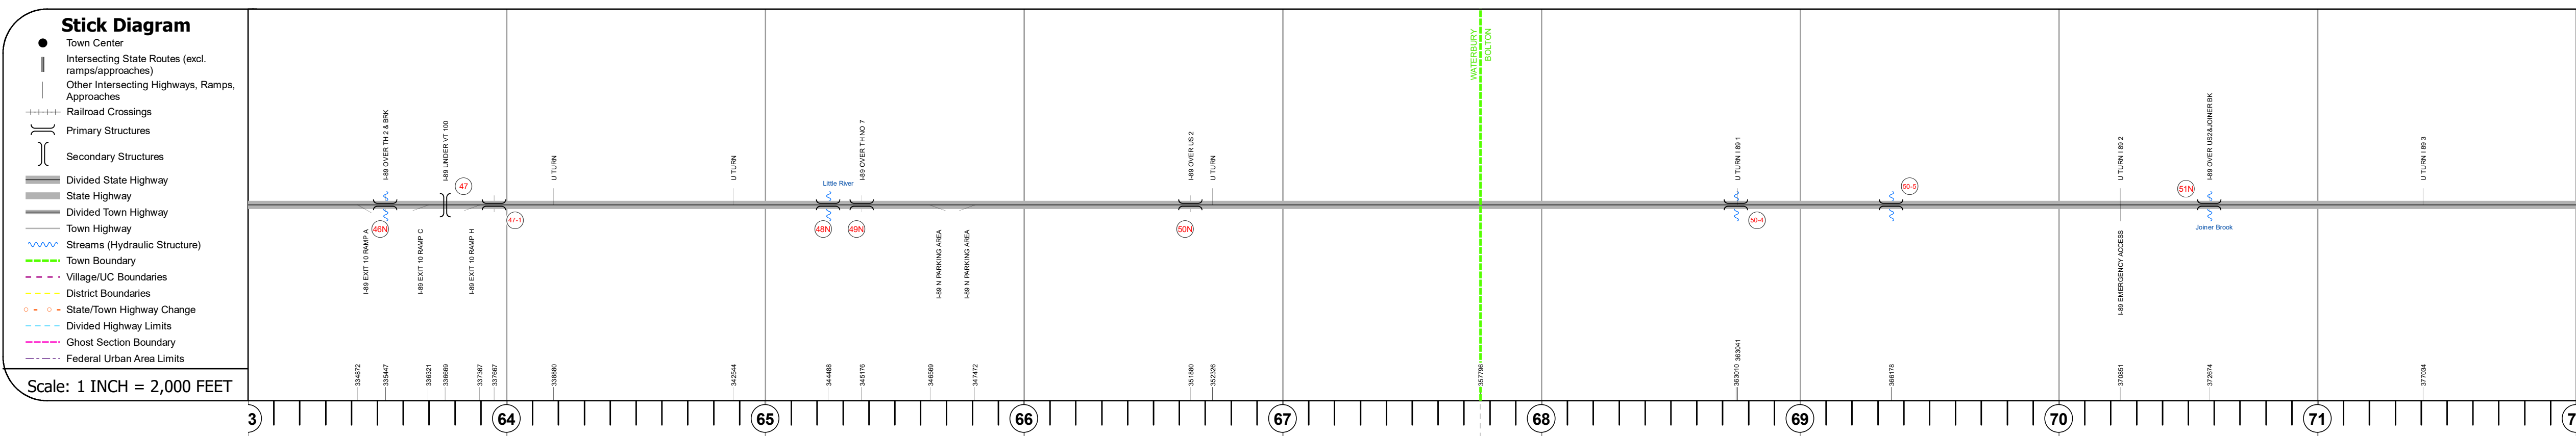 Stick Diagram
Town Center
Intersecting State Routes (excl.
ramps/approaches)
Other Intersecting Highways, Ramps,
Approaches
Railroad Crossings
Primary Structures
Secondary Structures
Divided State Highway
State Highway
Divided Town Highway
Town Highway
Streams (Hydraulic Structure)
Town Boundary
Village/UC Boundaries
District Boundaries
State/Town Highway Change
Divided Highway Limits
Ghost Section Boundary
Federal Urban Area Limits
Scale: 1 INCH = 2,000 FEET
WATERBURY
BOLTON
I-89 OVER TH 2 & BRK
I-89 UNDER VT 100
U TURN
U TURN
I-89 OVER TH NO 7
I-89 OVER US 2
U TURN
U TURN I 89 1
U TURN I 89 2
I-89 OVER US2&JOINER BK
U TURN I 89 3
47
Little River
50-5
51N
46N
47-1
48N
49N
50N
50-4
Joiner Brook
I-89 EXIT 10 RAMP A
I-89 EXIT 10 RAMP C
I-89 EXIT 10 RAMP H
I-89 N PARKING AREA
I-89 N PARKING AREA
I-89 EMERGENCY ACCESS
334872
335447
336321
336669
337367
337667
338880
342544
344488
345176
346569
347472
351880
352326
357796
363010
363041
366178
370851
372674
377034
3
64
65
66
67
68
69
70
71
7